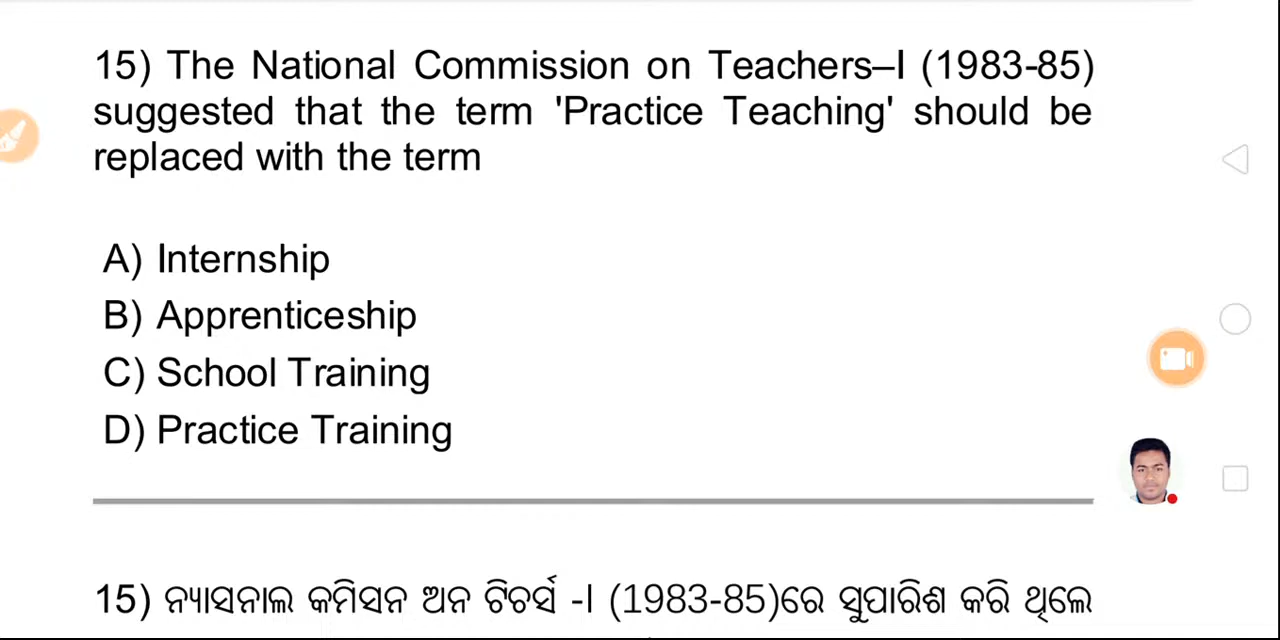 15) The National Commission on Teachers–I (1983-85)
suggested that the term 'Practice Teaching' should be
replaced with the term
A) Internship
B) Apprenticeship
C) School Training
D) Practice Training
15) ନ୍ୟାସନାଲ କମିସନ ଅନ ଟିଚର୍ସ -I (1983-85)ରେ ସୁପାରିଶ କରି ଥିଲେ